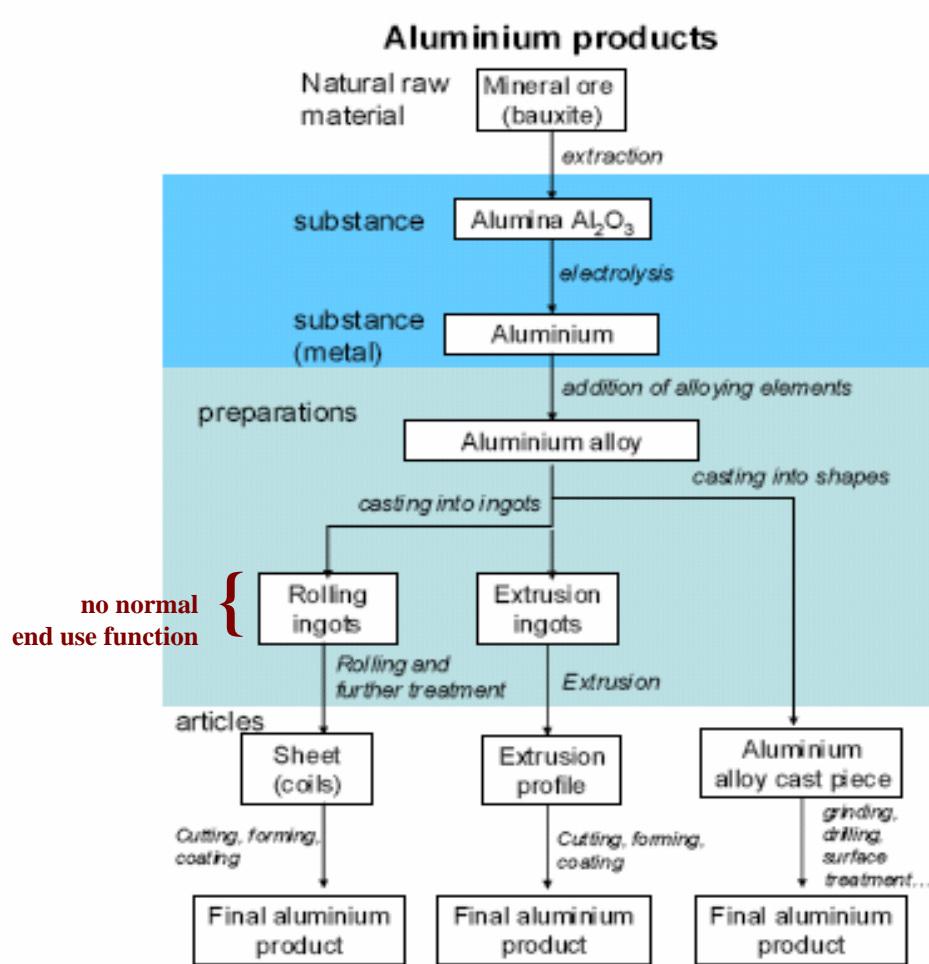 Aluminium products
Natural raw
material
Mineral ore
(bauxite)
extraction
substance
Alumina Al₂O₃
electrolysis
substance
(metal)
Aluminium
addition of alloying elements
preparations
Aluminium alloy
casting into shapes
casting into ingots
no normal
end use function
{
Rolling
ingots
Extrusion
ingots
Rolling and
further treatment
Extrusion
articles
Sheet
(coils)
Extrusion
profile
Aluminium
alloy cast piece
Cutting, forming,
coating
Cutting, forming,
coating
grinding,
drilling,
surface
treatment...
Final aluminium
product
Final aluminium
product
Final aluminium
product